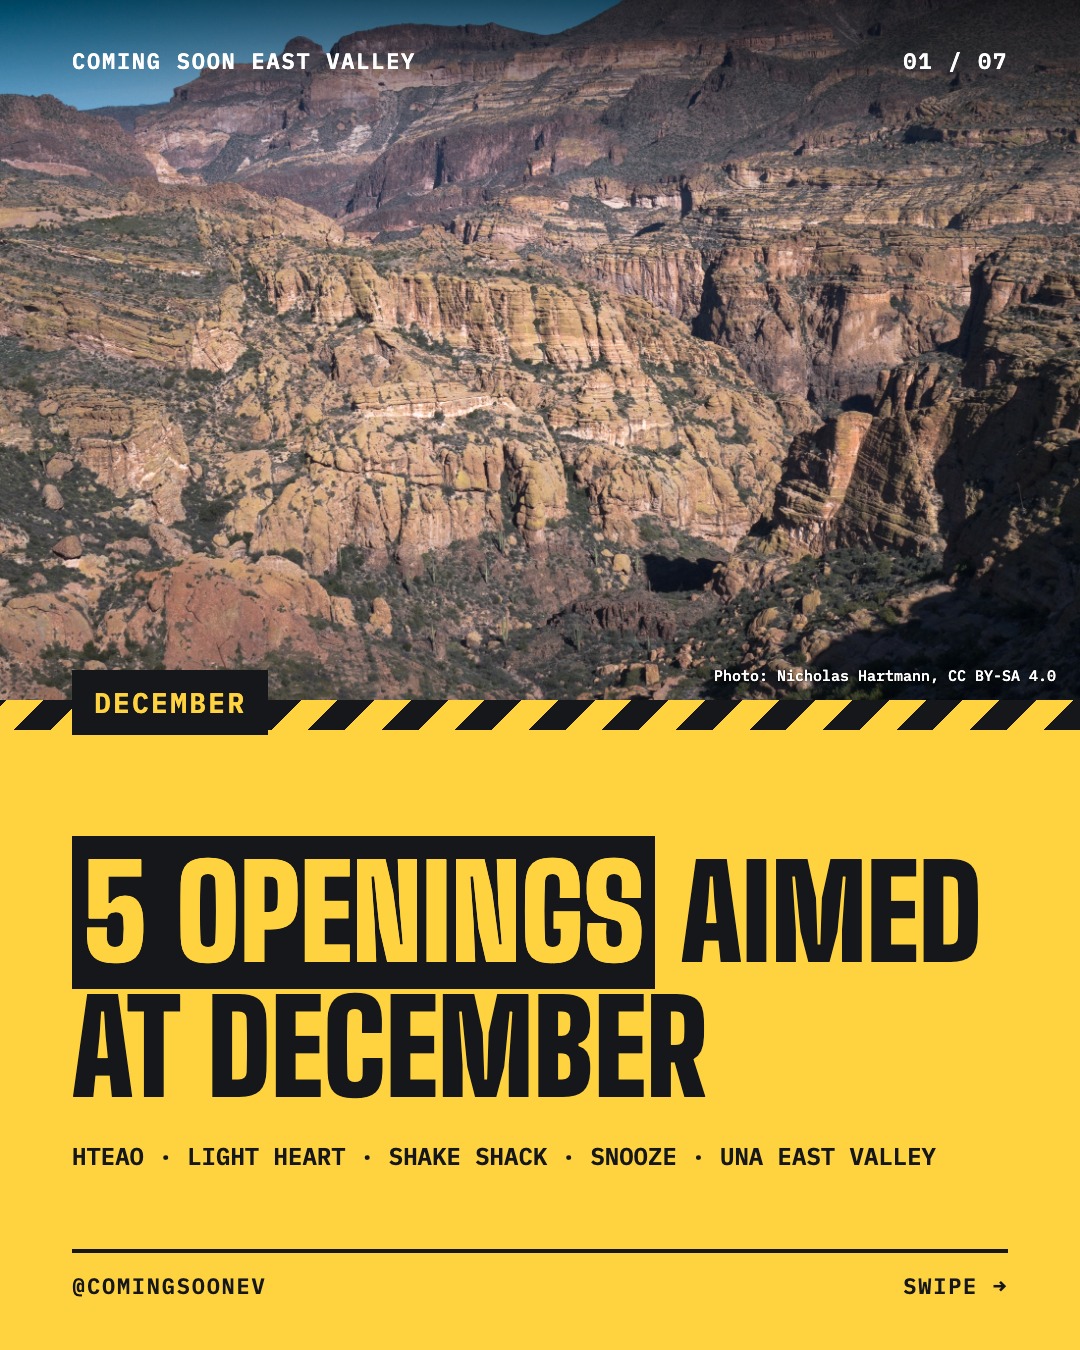 COMING SOON EAST VALLEY
01 / 07
Photo: Nicholas Hartmann, CC BY-SA 4.0
DECEMBER
5 OPENINGS AIMED
AT DECEMBER
HTEAO · LIGHT HEART · SHAKE SHACK · SNOOZE · UNA EAST VALLEY
@COMINGSOONEV
SWIPE →